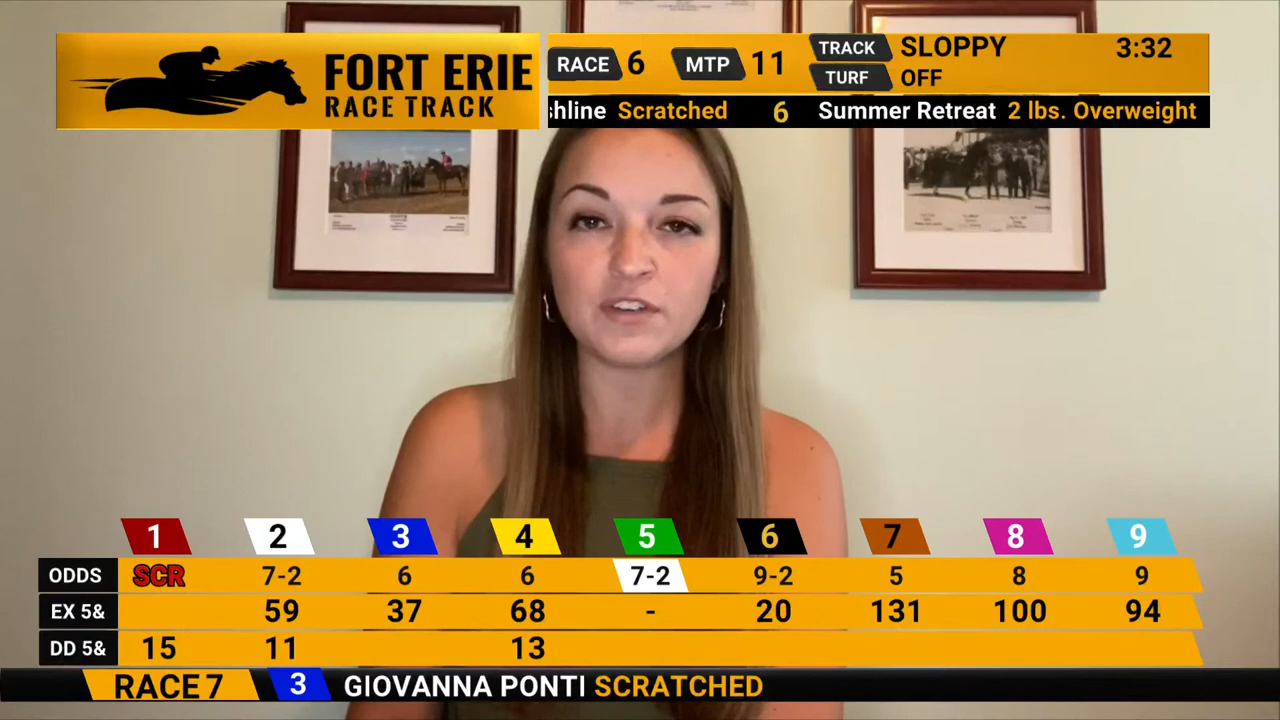 FORT ERIE
RACE TRACK
RACE 6 MTP 11 TRACK SLOPPY 3:32
TURF OFF
shline Scratched 6 Summer Retreat 2 lbs. Overweight
1 2 3 4 5 6 7 8 9
ODDS SCR 7-2 6 6 7-2 9-2 5 8 9
EX 5& 59 37 68 - 20 131 100 94
DD 5& 15 11 13
RACE 7 3 GIOVANNA PONTI SCRATCHED